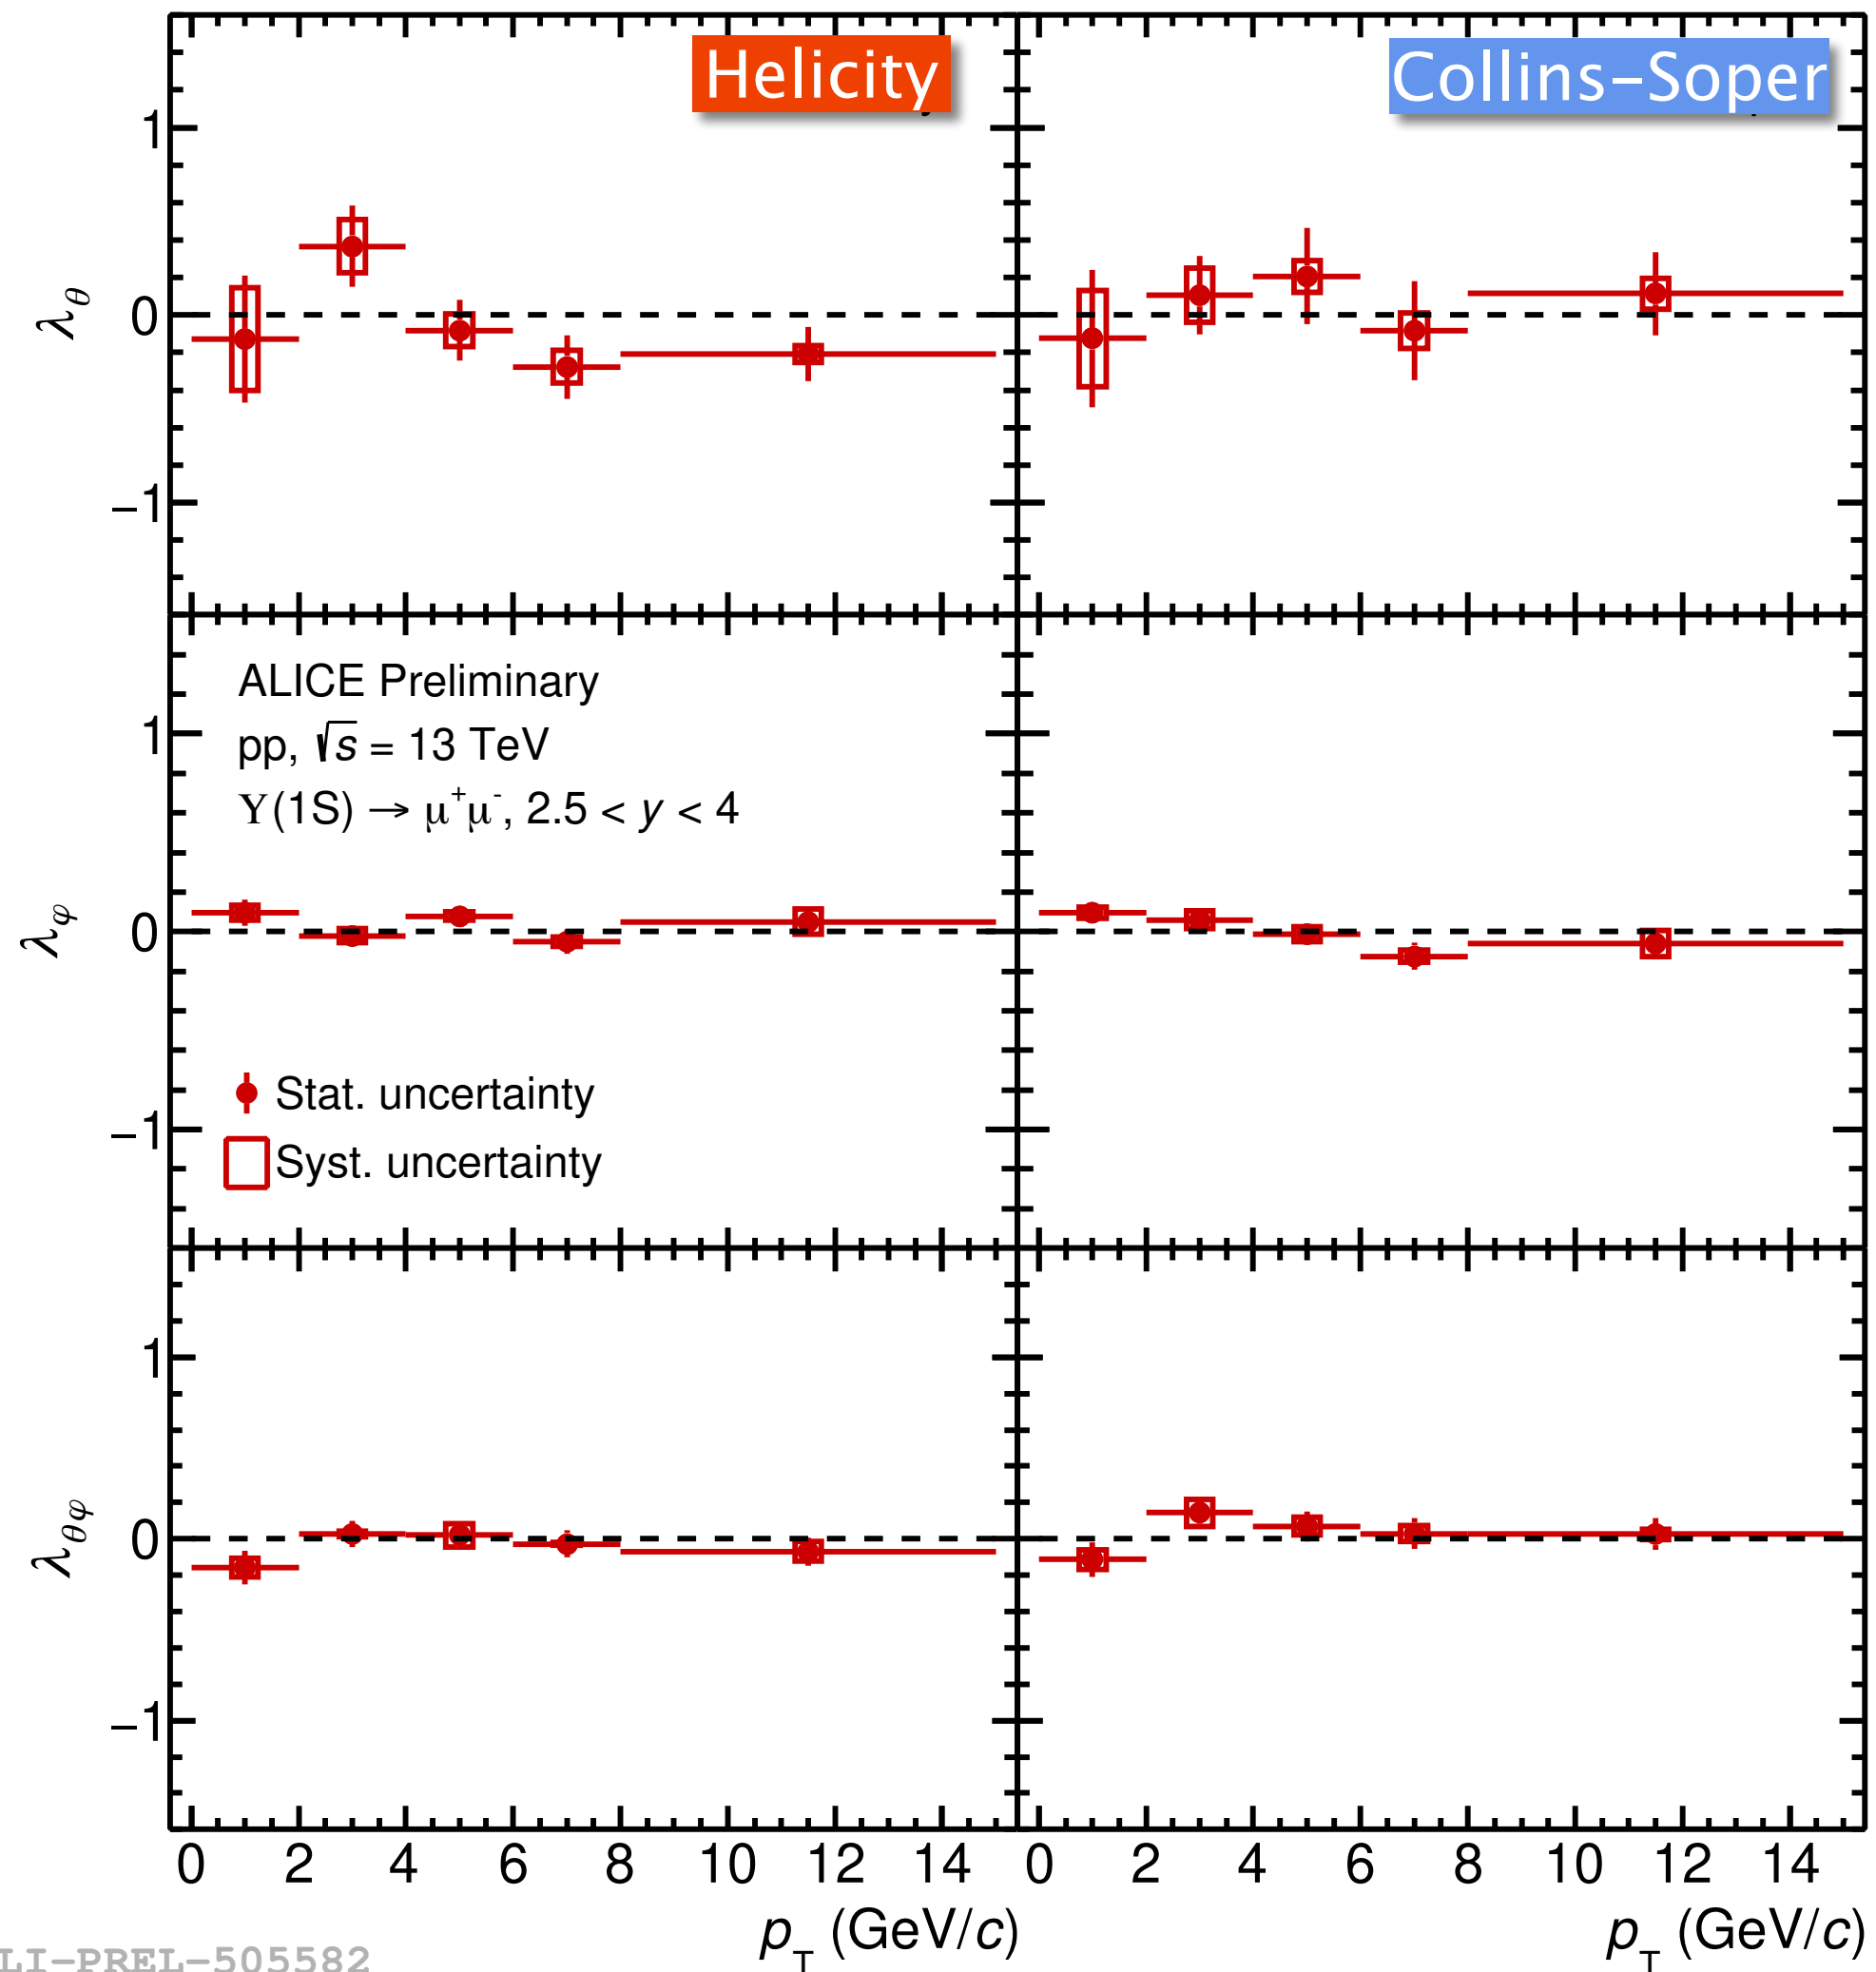 Helicity
Collins-Soper
1
0
−1
λθ
ALICE Preliminary
pp, √s = 13 TeV
Υ(1S) → μ⁺μ⁻, 2.5 < y < 4
1
0
−1
λφ
Stat. uncertainty
Syst. uncertainty
1
0
−1
λθφ
0 2 4 6 8 10 12 14
0 2 4 6 8 10 12 14
pT (GeV/c)
pT (GeV/c)
LI-PREL-505582